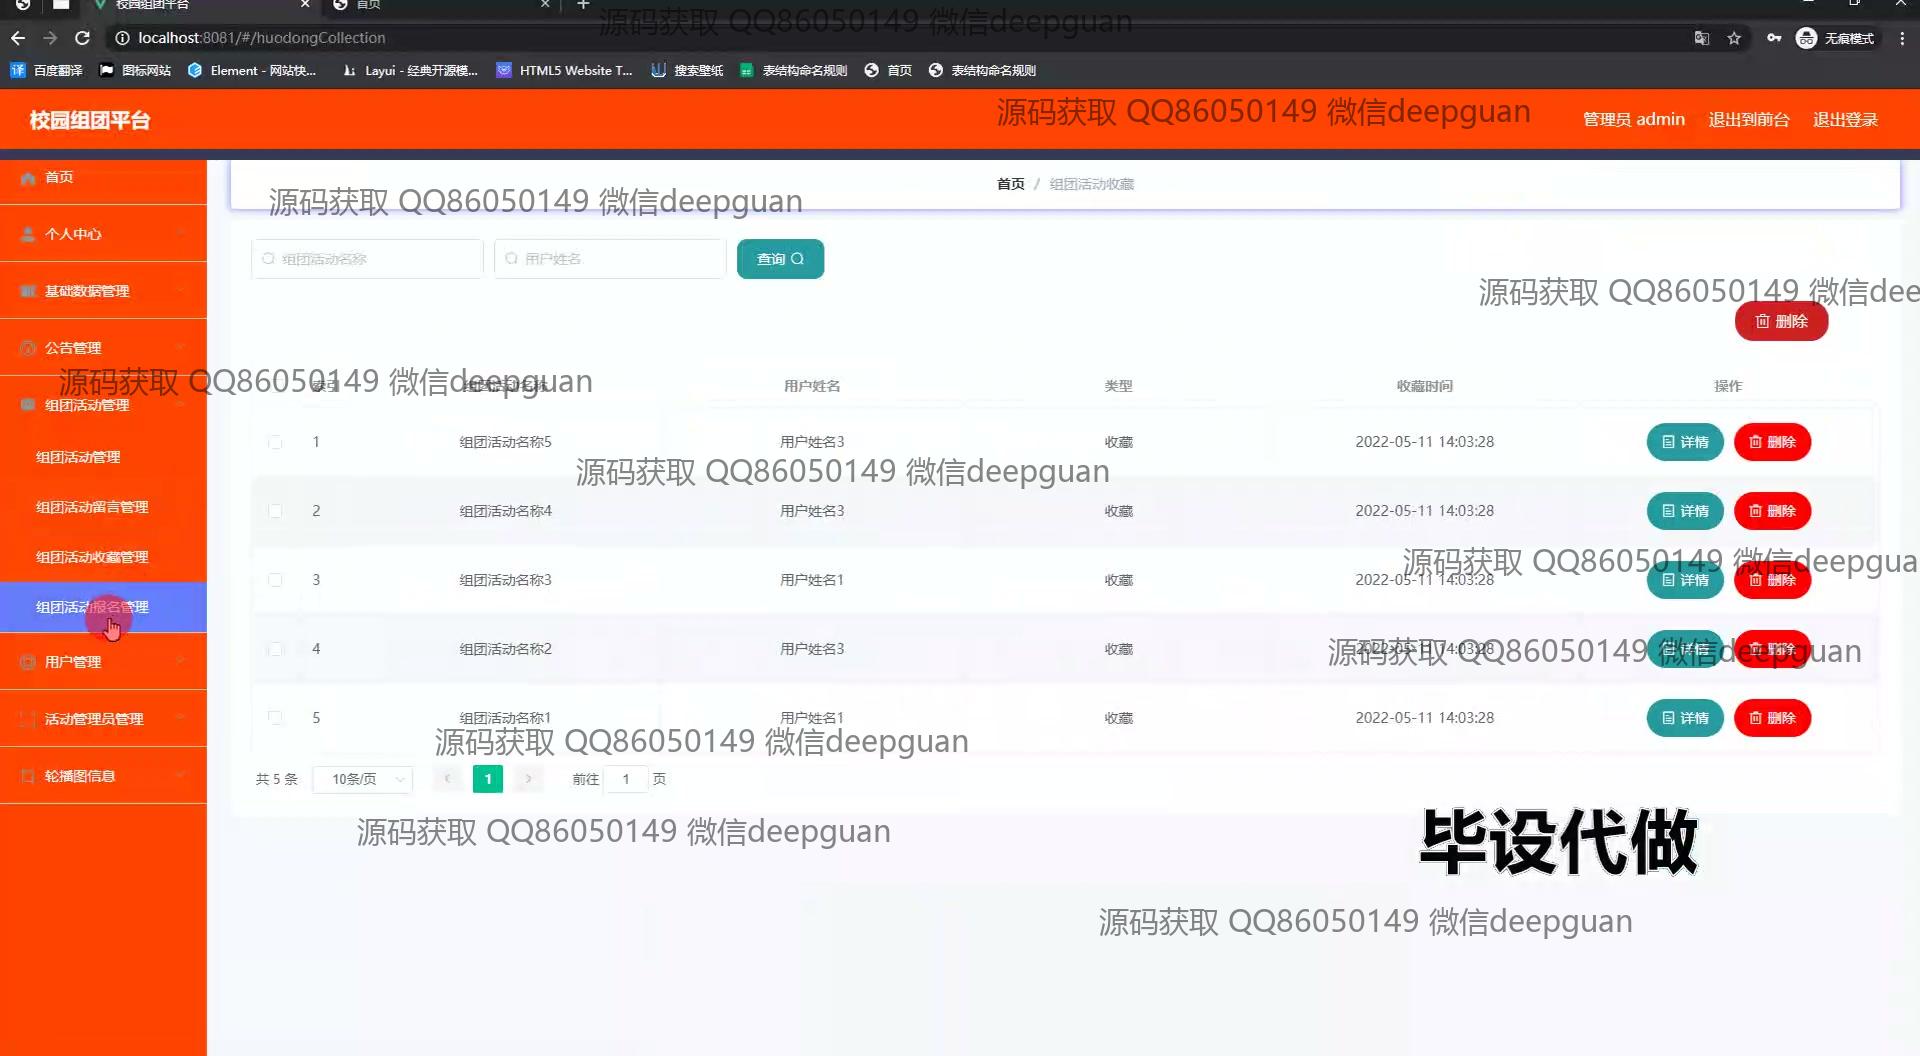 校园组团平台
首页
localhost:8081/#/huodongCollection
无痕模式
百度翻译
图标网站
Element - 网站快...
Layui - 经典开源模...
HTML5 Website T...
搜索壁纸
表结构命名规则
首页
表结构命名规则
源码获取 QQ86050149 微信deepguan
校园组团平台
源码获取 QQ86050149 微信deepguan
管理员 admin
退出到前台
退出登录
首页
个人中心
基础数据管理
公告管理
组团活动管理
组团活动管理
组团活动留言管理
组团活动收藏管理
组团活动报名管理
用户管理
活动管理员管理
轮播图信息
首页 / 组团活动收藏
源码获取 QQ86050149 微信deepguan
组团活动名称
用户姓名
查询
源码获取 QQ86050149 微信dee
删除
源码获取 QQ86050149 微信deepguan
索引 组团活动名称 用户姓名 类型 收藏时间 操作
1 组团活动名称5 用户姓名3 收藏 2022-05-11 14:03:28 详情 删除
源码获取 QQ86050149 微信deepguan
2 组团活动名称4 用户姓名3 收藏 2022-05-11 14:03:28 详情 删除
源码获取 QQ86050149 微信deepgua
3 组团活动名称3 用户姓名1 收藏 2022-05-11 14:03:28 详情 删除
4 组团活动名称2 用户姓名3 收藏 2022-05-11 14:03:28 详情 删除
源码获取 QQ86050149 微信deepguan
5 组团活动名称1 用户姓名1 收藏 2022-05-11 14:03:28 详情 删除
源码获取 QQ86050149 微信deepguan
共 5 条 10条/页 1 前往 1 页
源码获取 QQ86050149 微信deepguan
毕设代做
源码获取 QQ86050149 微信deepguan